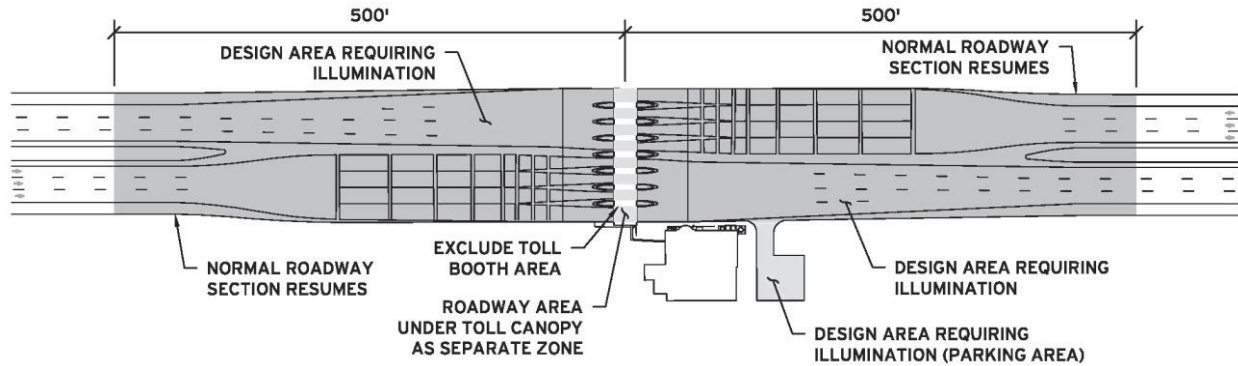 500'
500'
DESIGN AREA REQUIRING
ILLUMINATION
NORMAL ROADWAY
SECTION RESUMES
NORMAL ROADWAY
SECTION RESUMES
EXCLUDE TOLL
BOOTH AREA
ROADWAY AREA
UNDER TOLL CANOPY
AS SEPARATE ZONE
DESIGN AREA REQUIRING
ILLUMINATION
DESIGN AREA REQUIRING
ILLUMINATION (PARKING AREA)